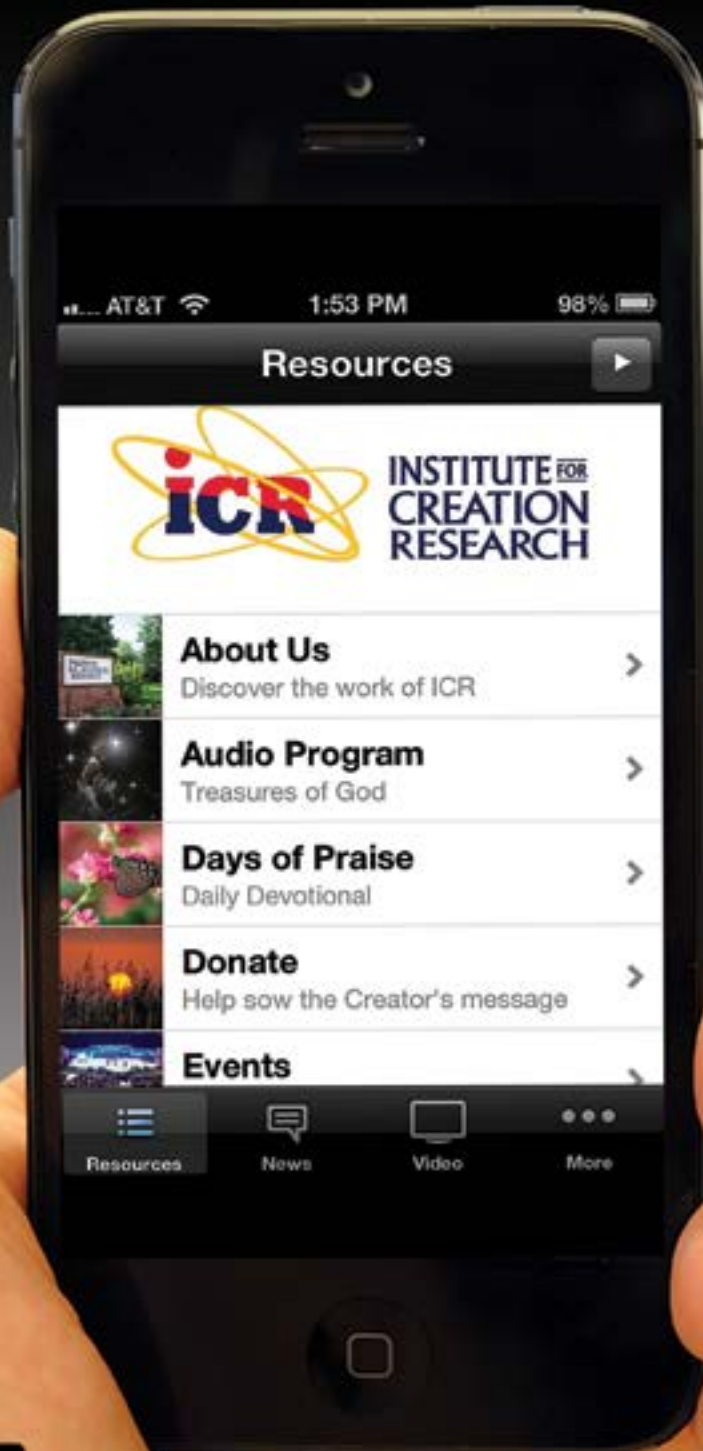 AT&T 1:53 PM 98%
Resources
iCR INSTITUTE FOR
CREATION
RESEARCH
About Us
Discover the work of ICR
Audio Program
Treasures of God
Days of Praise
Daily Devotional
Donate
Help sow the Creator's message
Events
Resources News Video More